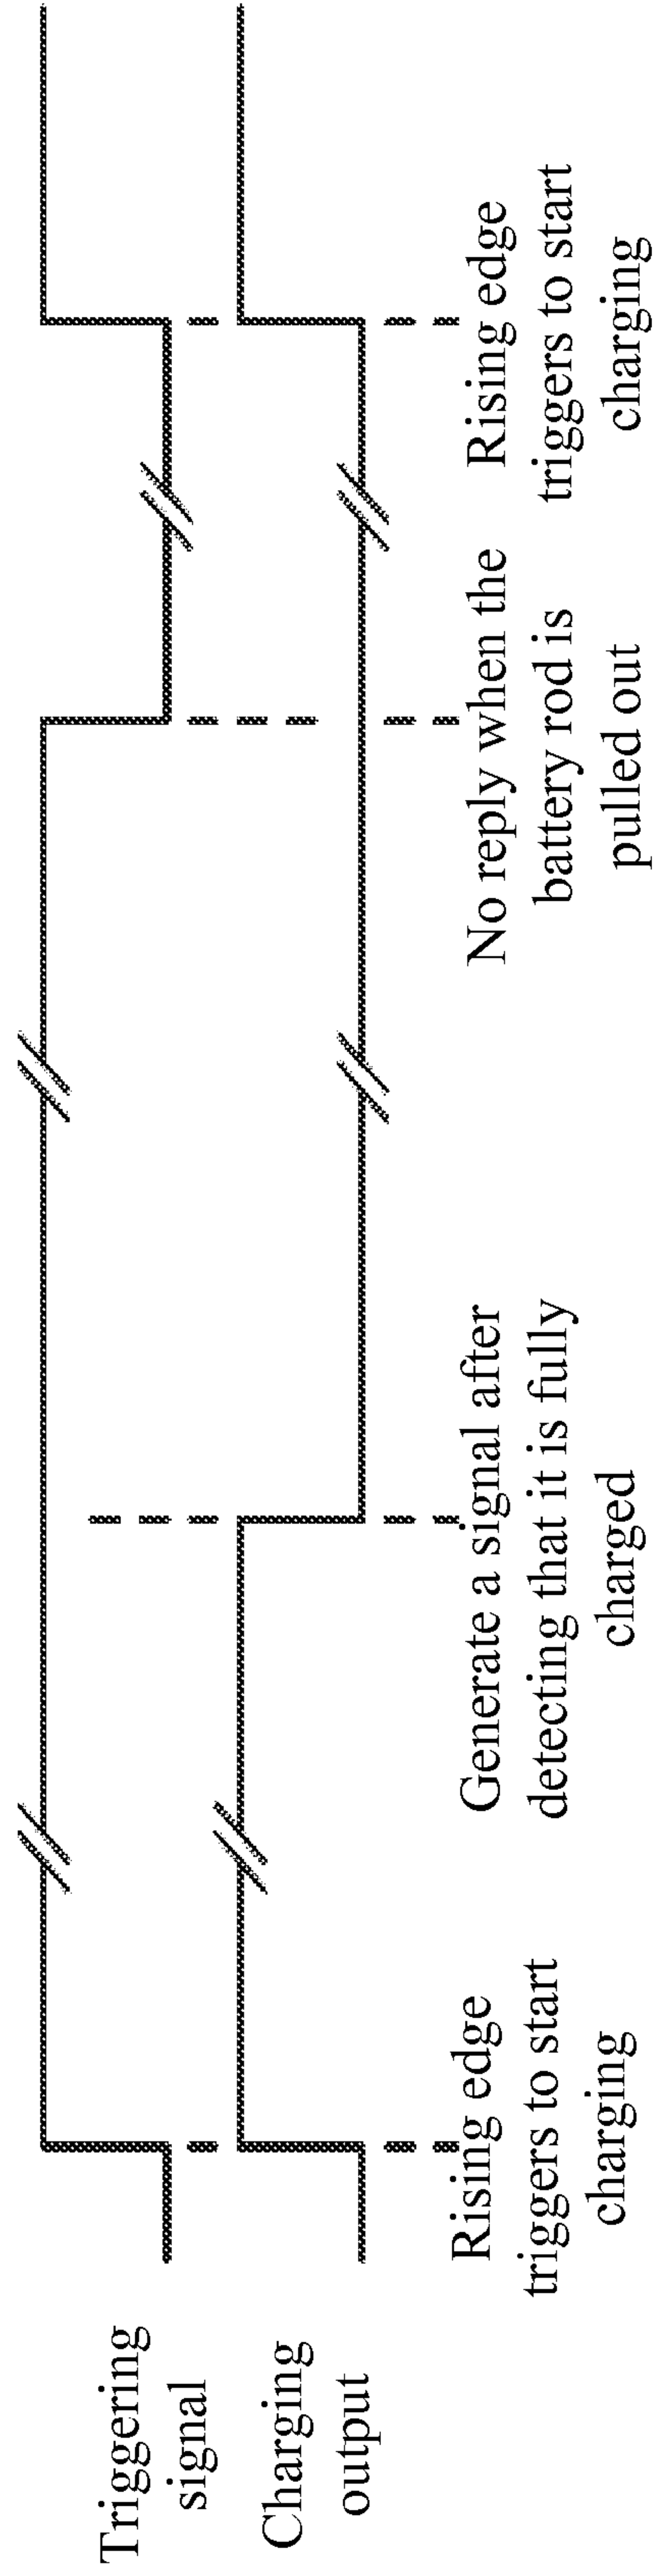 Triggering
signal
Charging
output
Rising edge
triggers to start
charging
Generate a signal after
detecting that it is fully
charged
No reply when the
battery rod is
pulled out
Rising edge
triggers to start
charging